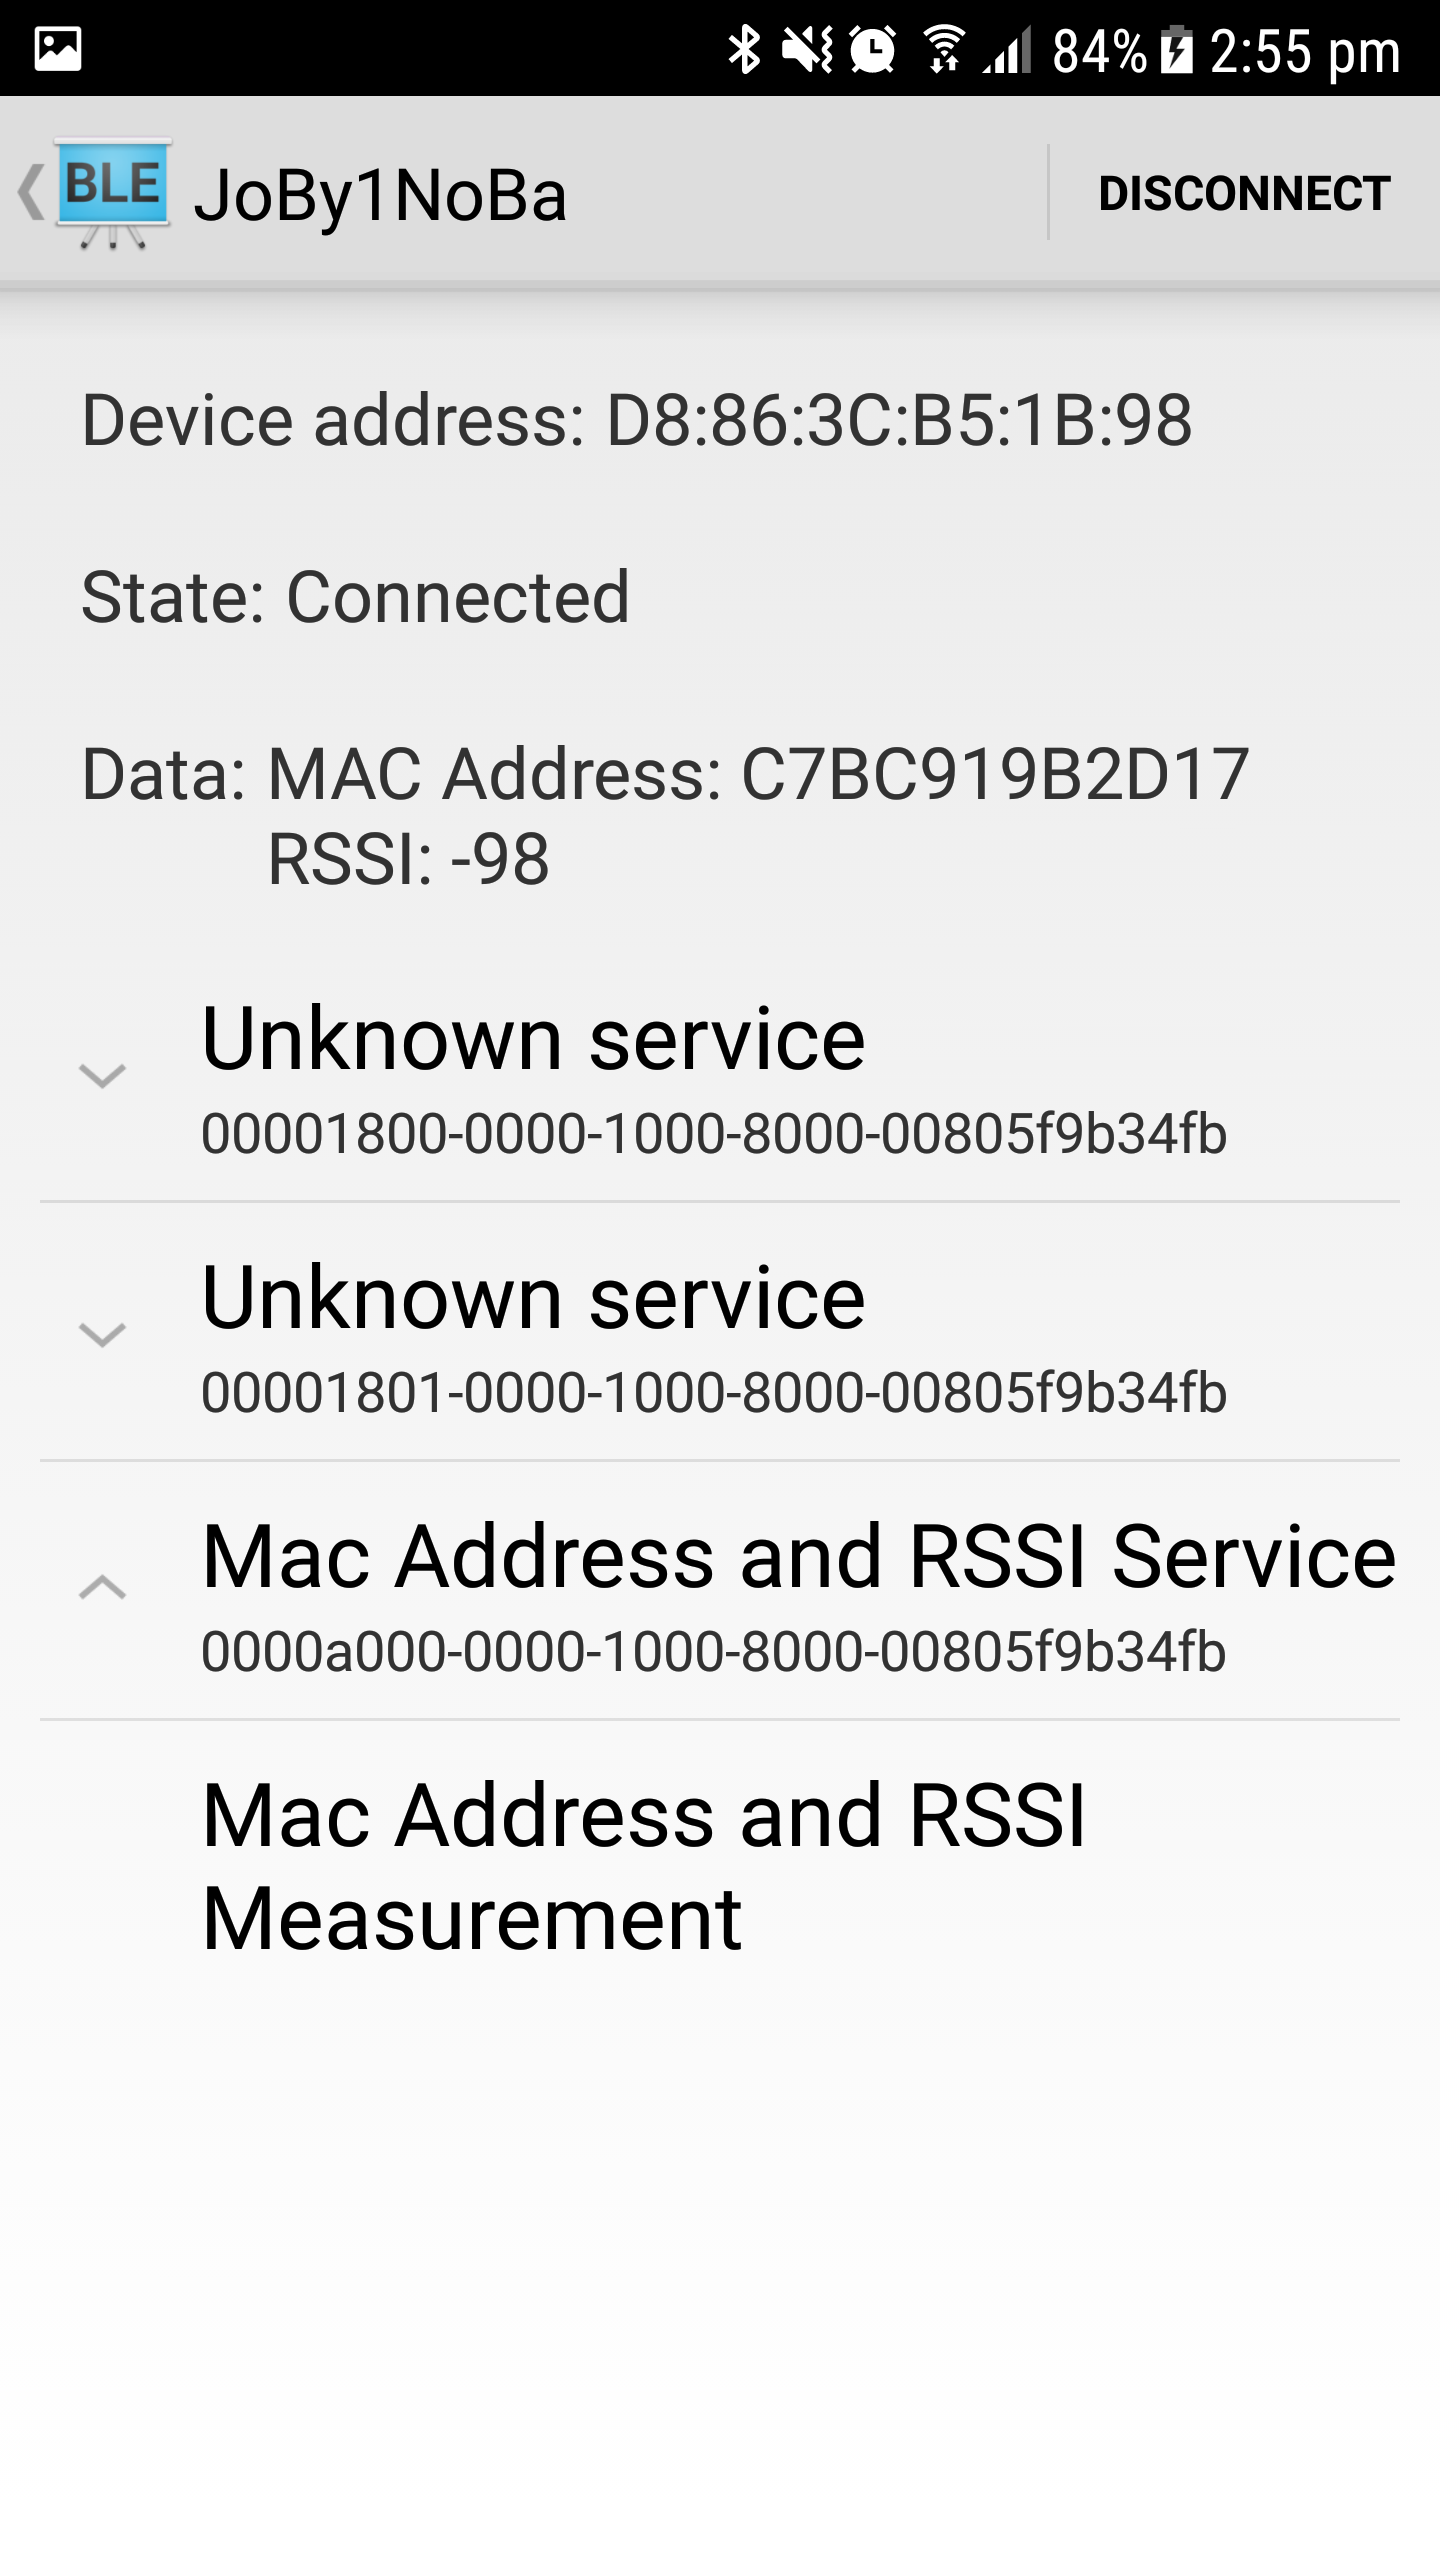 84% 2:55 pm
BLE JoBy1NoBa DISCONNECT
Device address: D8:86:3C:B5:1B:98
State: Connected
Data: MAC Address: C7BC919B2D17
RSSI: -98
Unknown service
00001800-0000-1000-8000-00805f9b34fb
Unknown service
00001801-0000-1000-8000-00805f9b34fb
Mac Address and RSSI Service
0000a000-0000-1000-8000-00805f9b34fb
Mac Address and RSSI
Measurement